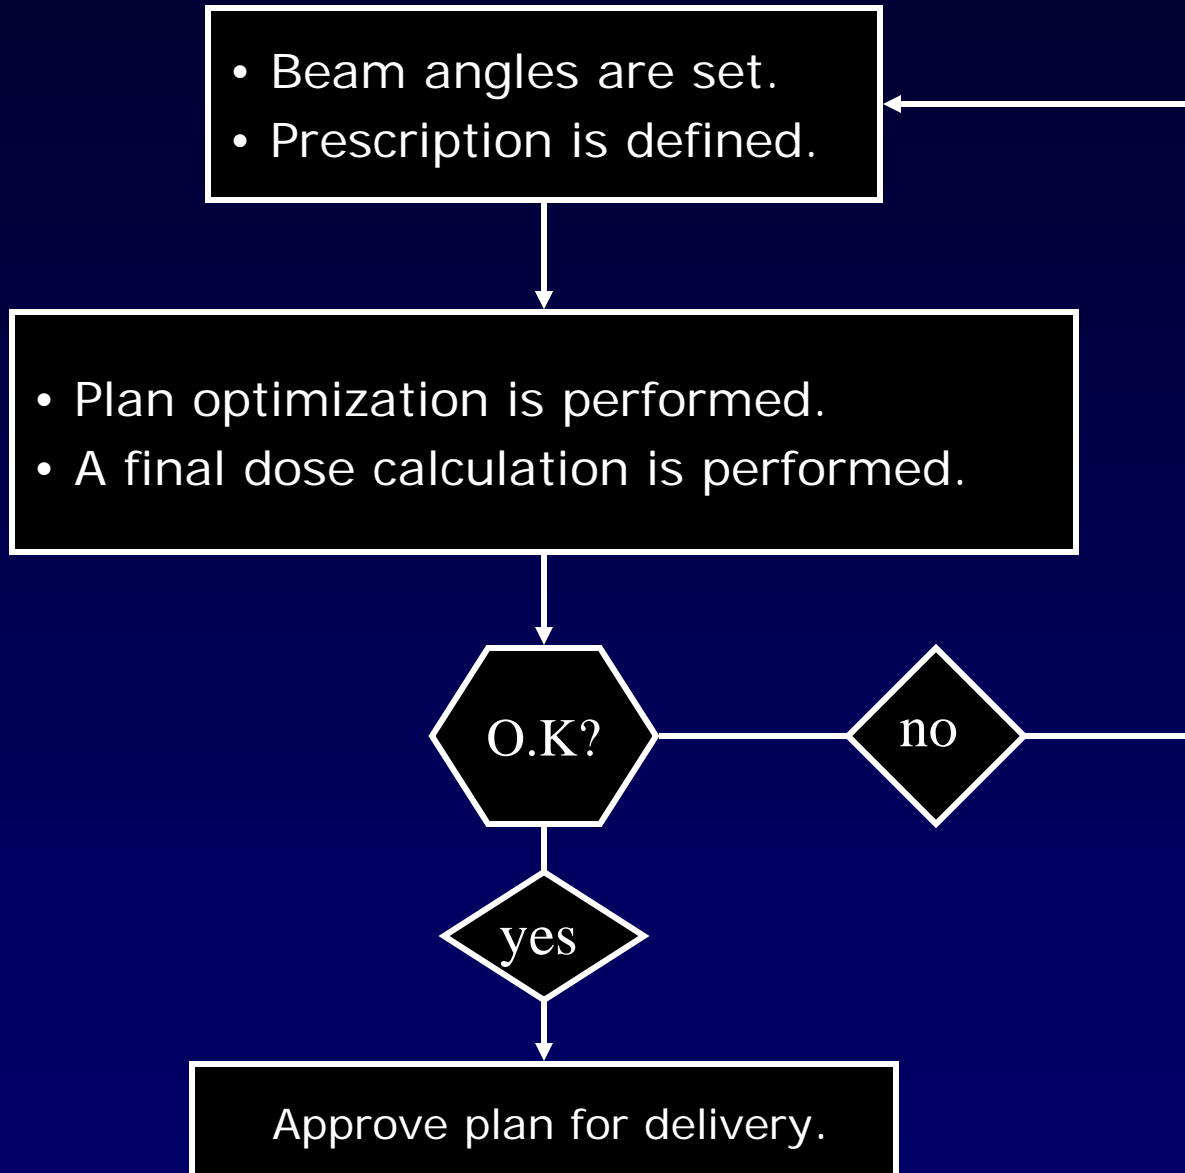 • Beam angles are set.
• Prescription is defined.
• Plan optimization is performed.
• A final dose calculation is performed.
O.K?
no
yes
Approve plan for delivery.